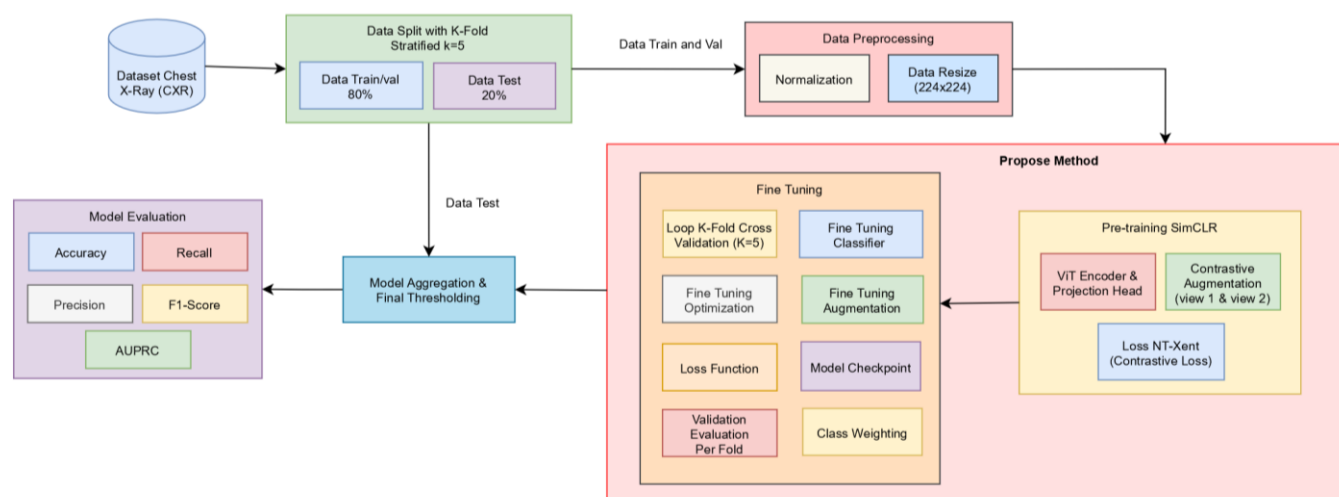 Dataset Chest
X-Ray (CXR)
Data Split with K-Fold
Stratified k=5
Data Train/val
80%
Data Test
20%
Data Train and Val
Data Preprocessing
Normalization
Data Resize
(224x224)
Propose Method
Pre-training SimCLR
ViT Encoder &
Projection Head
Contrastive
Augmentation
(view 1 & view 2)
Loss NT-Xent
(Contrastive Loss)
Fine Tuning
Loop K-Fold Cross
Validation (K=5)
Fine Tuning
Classifier
Fine Tuning
Optimization
Fine Tuning
Augmentation
Loss Function
Model Checkpoint
Validation
Evaluation
Per Fold
Class Weighting
Data Test
Model Aggregation &
Final Thresholding
Model Evaluation
Accuracy
Recall
Precision
F1-Score
AUPRC